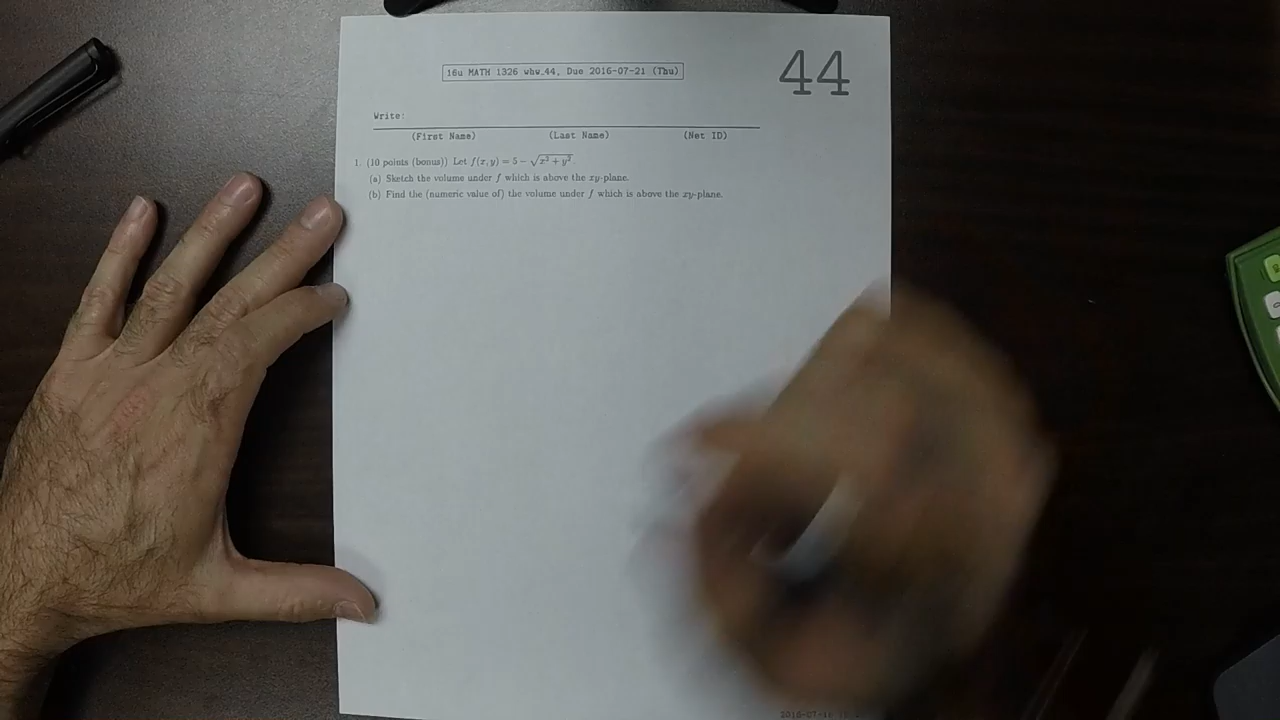 16u MATH 1326 whw_44, Due 2016-07-21 (Thu)
44
Write:
(First Name) (Last Name) (Net ID)
1. (10 points (bonus)) Let f(x, y) = 5 − √x² + y².
(a) Sketch the volume under f which is above the xy-plane.
(b) Find the (numeric value of) the volume under f which is above the xy-plane.